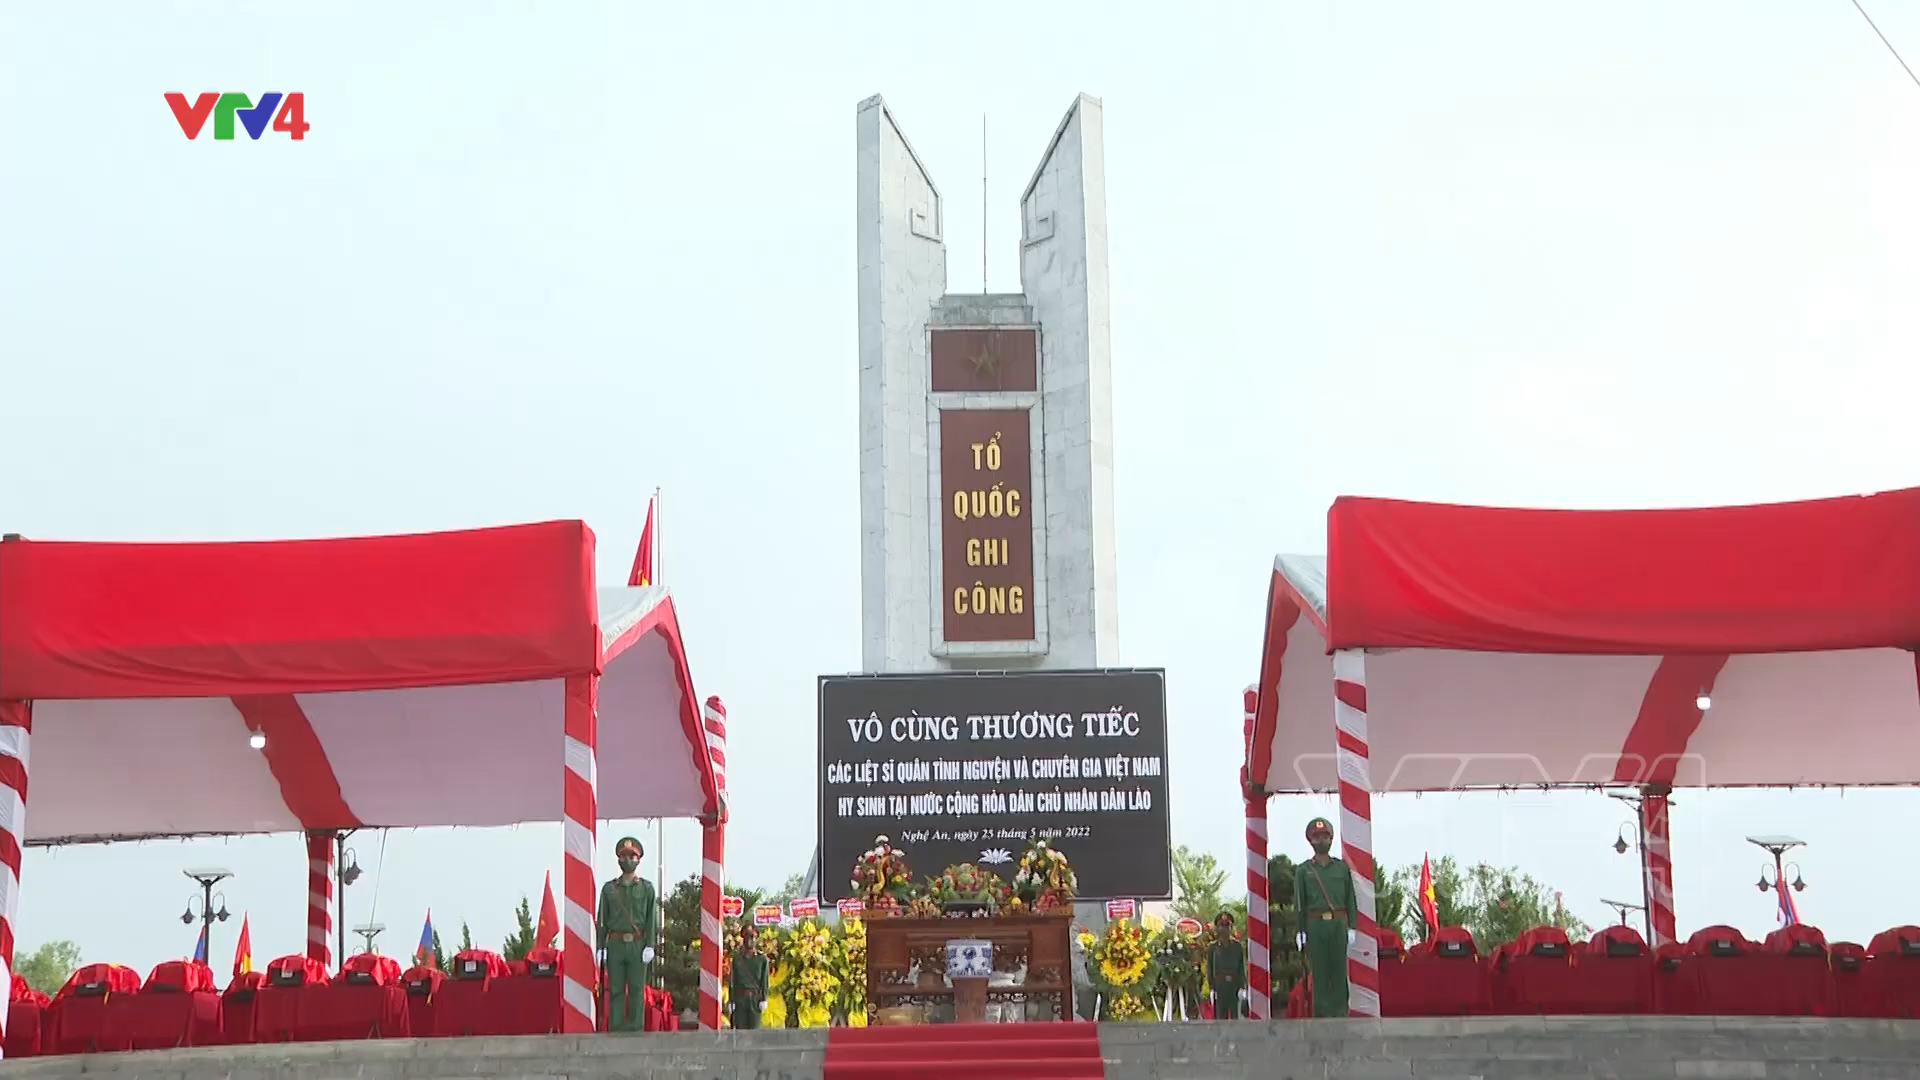 VTV4
TỔ
QUỐC
GHI
CÔNG
VÔ CÙNG THƯƠNG TIẾC
CÁC LIỆT SĨ QUÂN TÌNH NGUYỆN VÀ CHUYÊN GIA VIỆT NAM
HY SINH TẠI NƯỚC CỘNG HÒA DÂN CHỦ NHÂN DÂN LÀO
Nghệ An, ngày 25 tháng 5 năm 2022